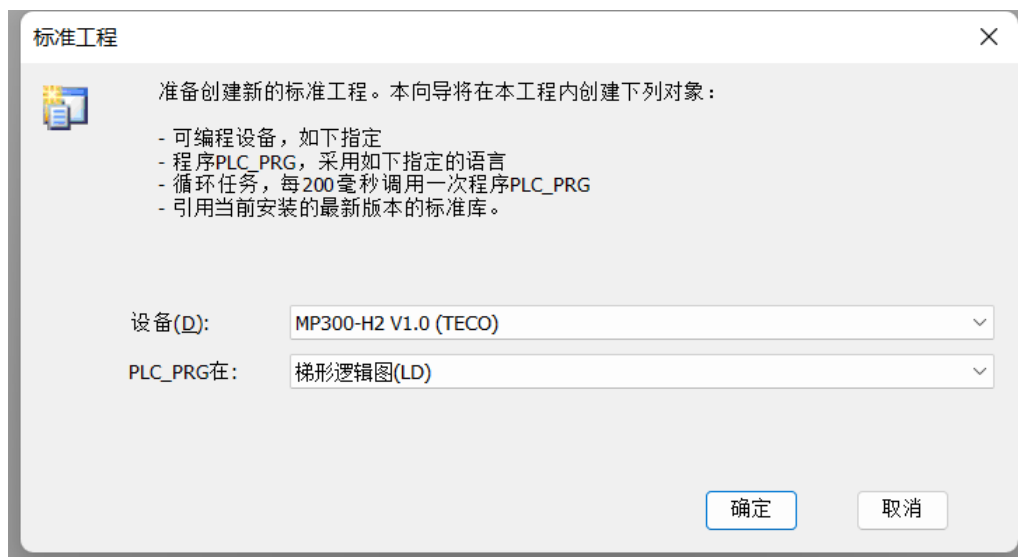 标准工程
准备创建新的标准工程。本向导将在本工程内创建下列对象：
- 可编程设备，如下指定
- 程序PLC_PRG，采用如下指定的语言
- 循环任务，每200毫秒调用一次程序PLC_PRG
- 引用当前安装的最新版本的标准库。
设备(D): MP300-H2 V1.0 (TECO)
PLC_PRG在: 梯形逻辑图(LD)
确定 取消